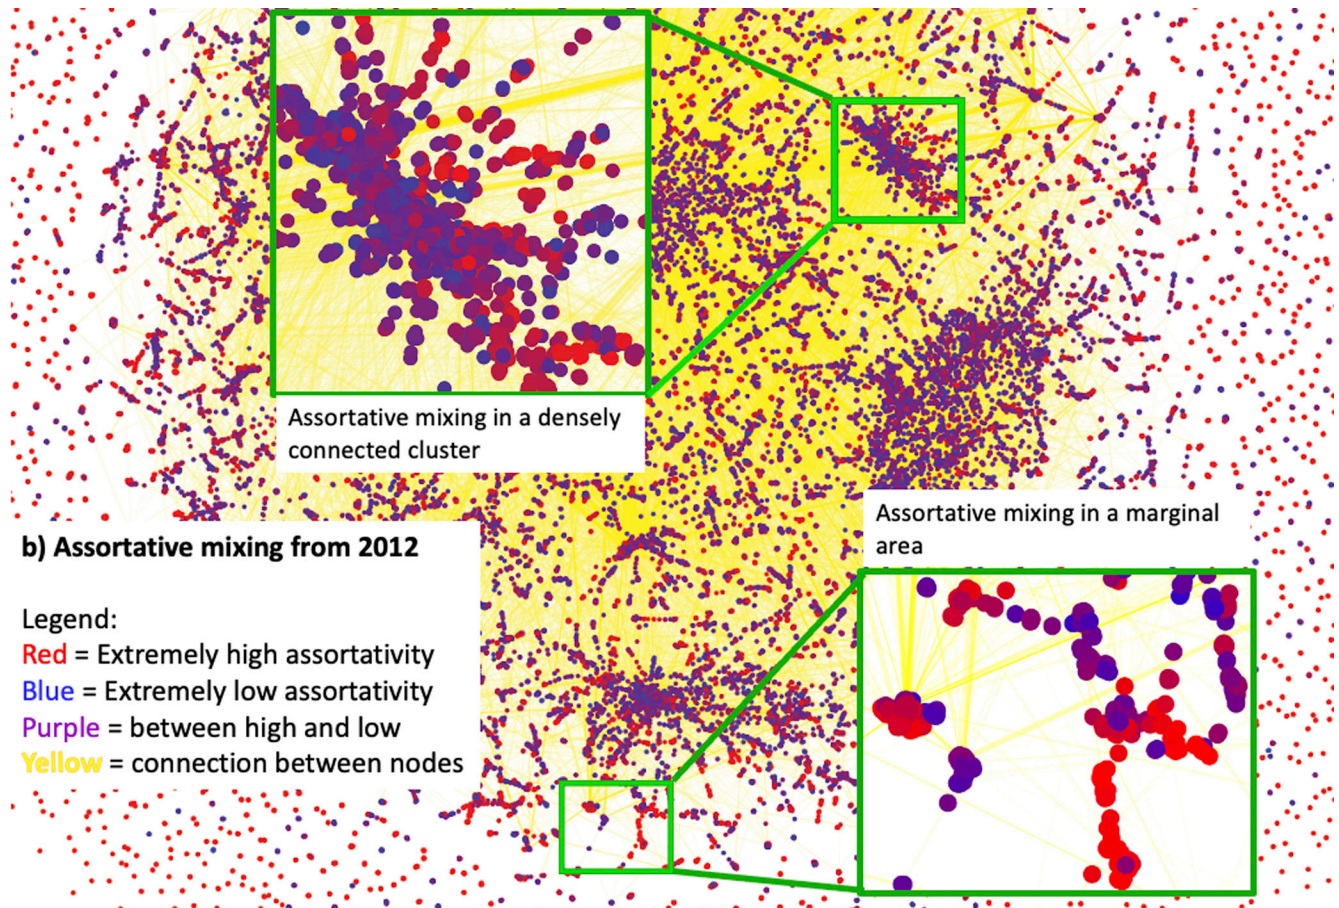 Assortative mixing in a densely
connected cluster
Assortative mixing in a marginal
area
b) Assortative mixing from 2012
Legend:
Red = Extremely high assortativity
Blue = Extremely low assortativity
Purple = between high and low
Yellow = connection between nodes